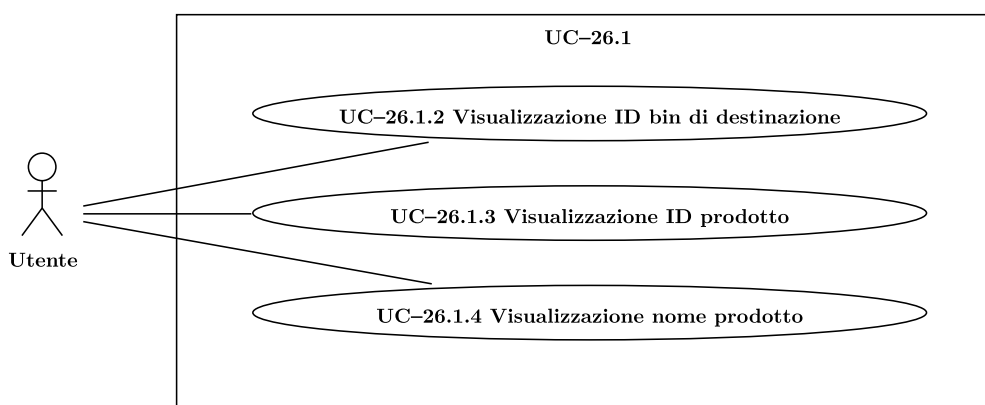 UC–26.1
UC–26.1.2 Visualizzazione ID bin di destinazione
UC–26.1.3 Visualizzazione ID prodotto
Utente
UC–26.1.4 Visualizzazione nome prodotto